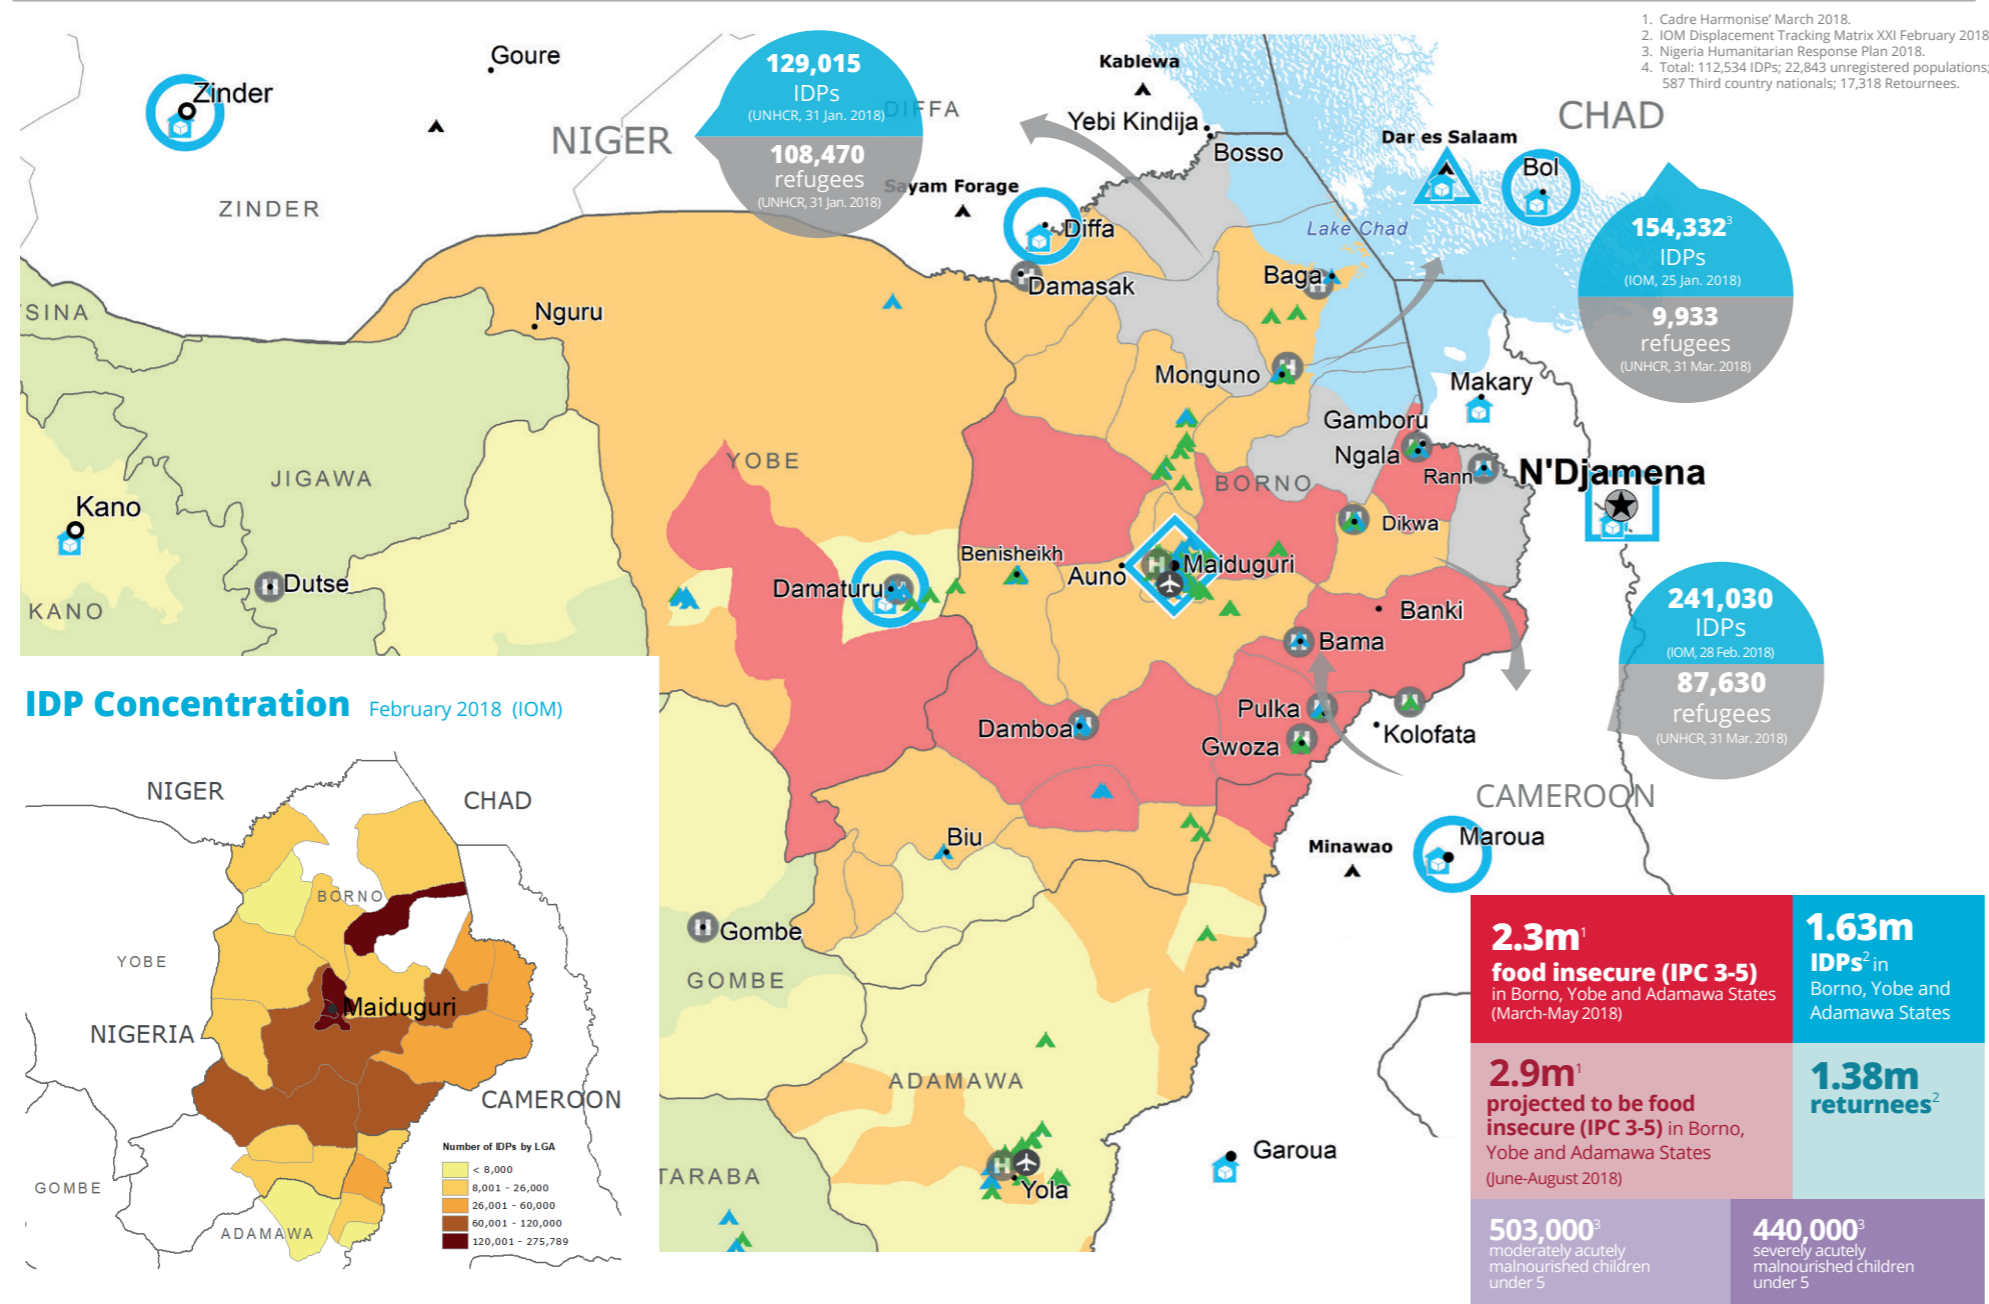 1. Cadre Harmonise’ March 2018.
2. IOM Displacement Tracking Matrix XXI February 2018
3. Nigeria Humanitarian Response Plan 2018.
4. Total: 112,534 IDPs; 22,843 unregistered populations;
587 Third country nationals; 17,318 Retournees.
Goure
Zinder
NIGER
ZINDER
129,015
IDPs
(UNHCR, 31 Jan. 2018)
108,470
refugees
(UNHCR, 31 Jan. 2018)
DIFFA
Kablewa
Yebi Kindija
Bosso
Sayam Forage
Diffa
Damasak
CHAD
Dar es Salaam
Bol
Lake Chad
154,332³
IDPs
(IOM, 25 Jan. 2018)
9,933
refugees
(UNHCR, 31 Mar. 2018)
Baga
TSINA
Nguru
Monguno
Makary
Gamboru
Ngala
Rann
N'Djamena
YOBE
BORNO
JIGAWA
Kano
Dikwa
Benisheikh
Auno
Maiduguri
Dutse
Damaturu
KANO
Banki
Bama
241,030
IDPs
(IOM, 28 Feb. 2018)
87,630
refugees
(UNHCR, 31 Mar. 2018)
Pulka
Damboa
Gwoza
Kolofata
CAMEROON
Minawao
Maroua
Biu
Gombe
GOMBE
ADAMAWA
TARABA
Yola
Garoua
IDP Concentration February 2018 (IOM)
NIGER
CHAD
BORNO
YOBE
Maiduguri
NIGERIA
CAMEROON
GOMBE
ADAMAWA
Number of IDPs by LGA
< 8,000
8,001 - 26,000
26,001 - 60,000
60,001 - 120,000
120,001 - 275,789
2.3m¹
food insecure (IPC 3-5)
in Borno, Yobe and Adamawa States
(March-May 2018)
1.63m
IDPs² in
Borno, Yobe and
Adamawa States
2.9m¹
projected to be food
insecure (IPC 3-5) in Borno,
Yobe and Adamawa States
(June-August 2018)
1.38m
returnees²
503,000³
moderately acutely
malnourished children
under 5
440,000³
severely acutely
malnourished children
under 5